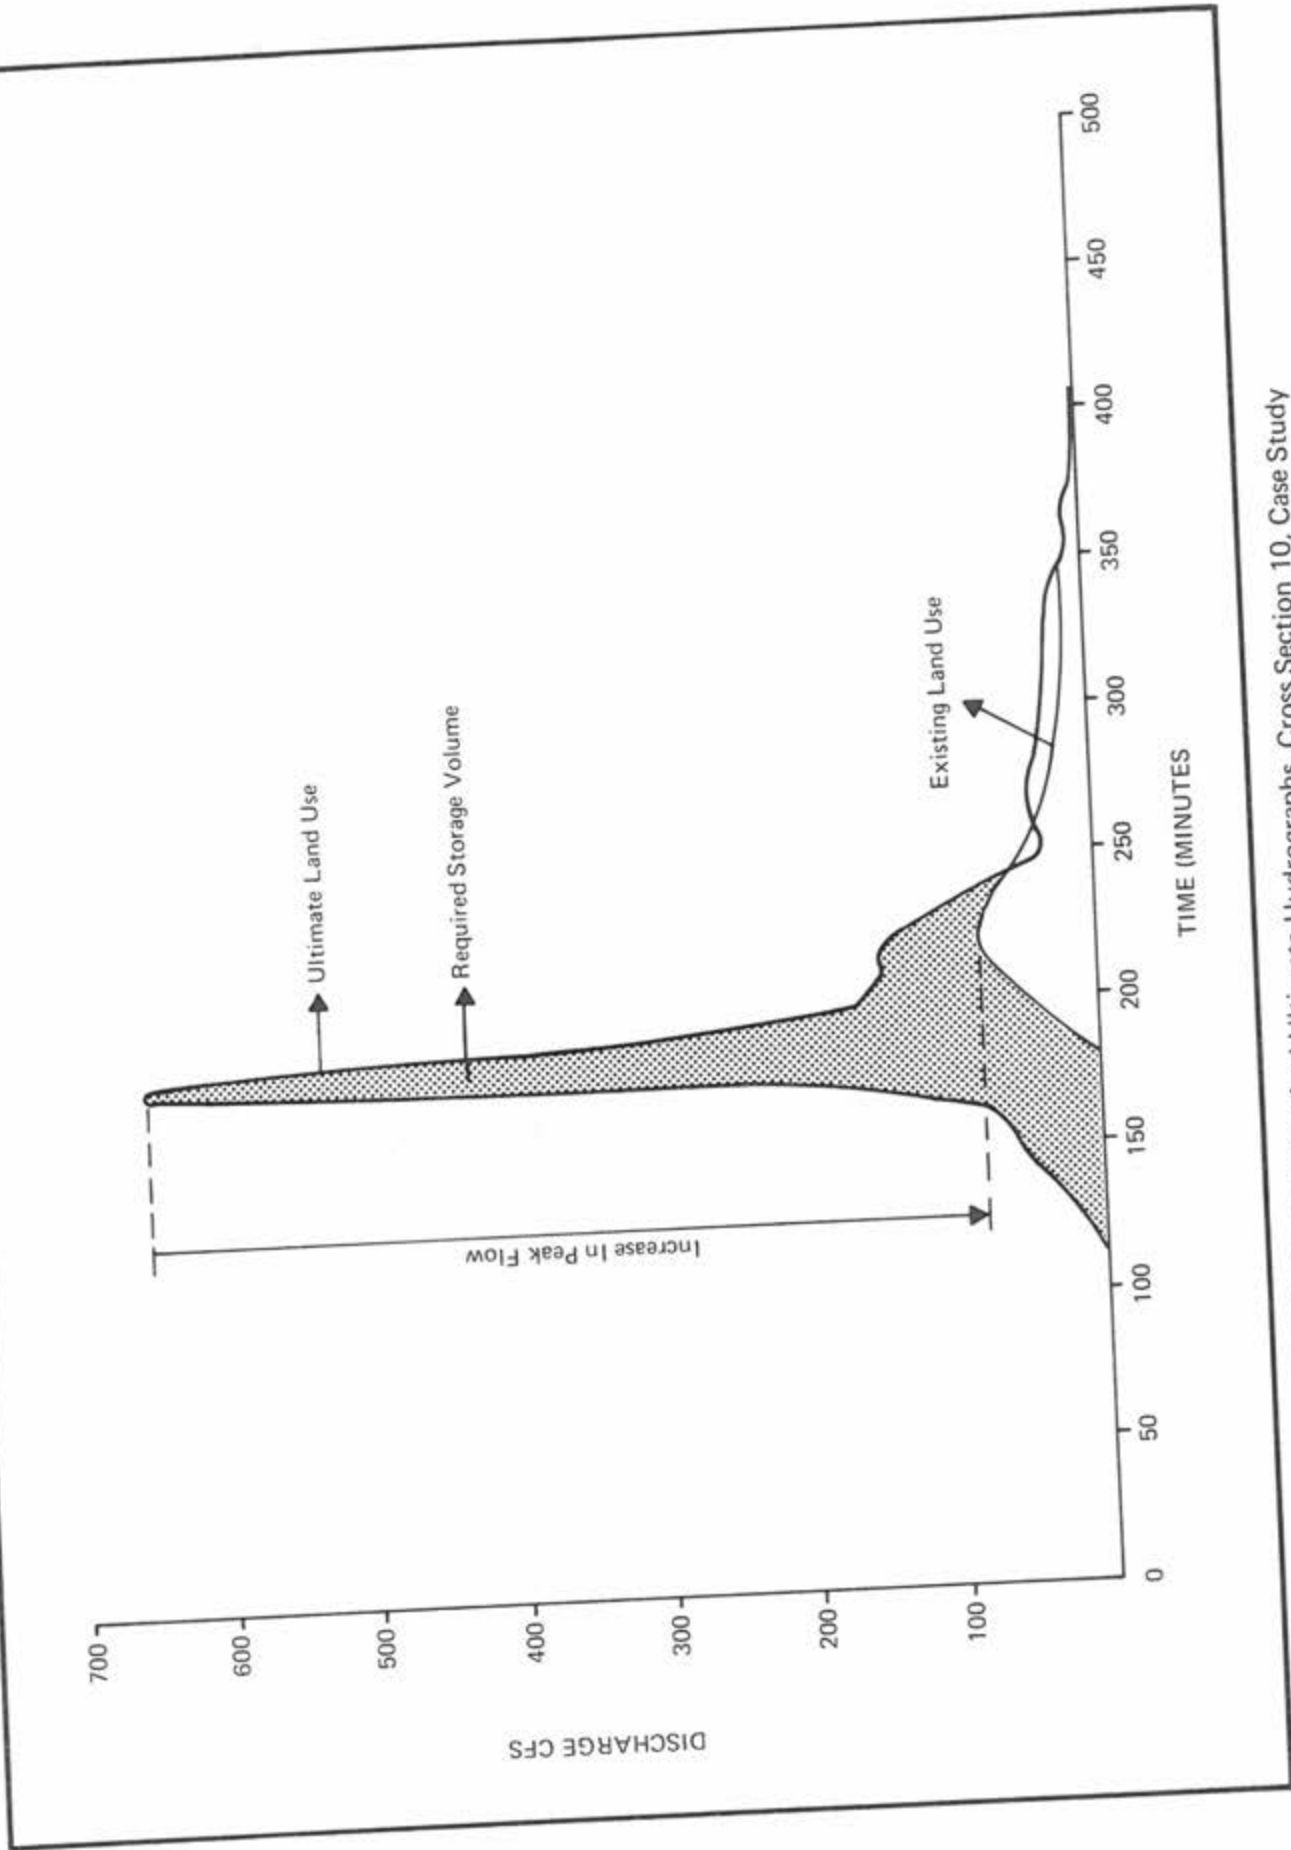 700
600
500
400
300
200
100
DISCHARGE CFS
Increase In Peak Flow
Ultimate Land Use
Required Storage Volume
Existing Land Use
0
50
100
150
200
250
300
350
400
450
500
TIME (MINUTES
Hydrographs, Cross Section 10, Case Study